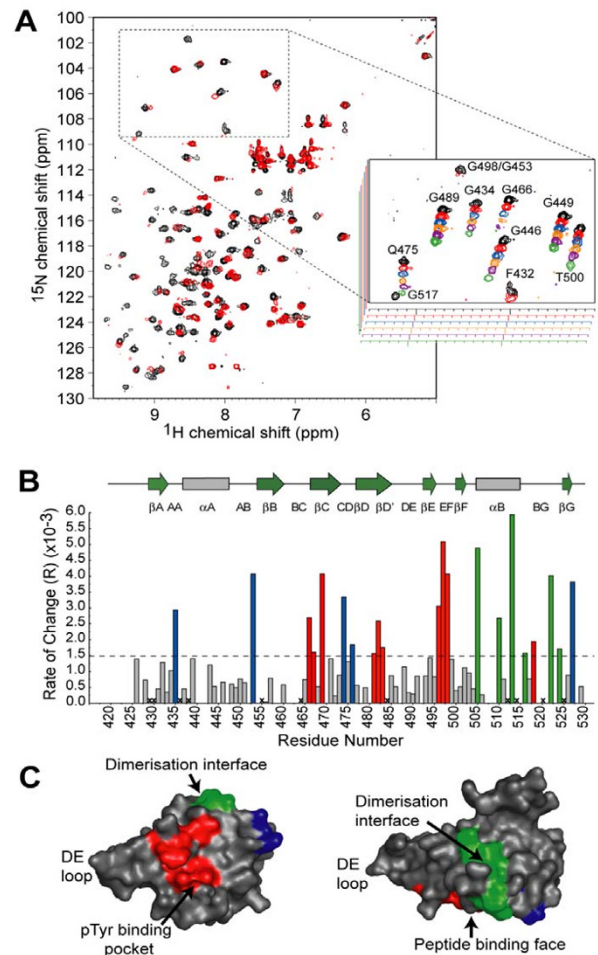 A
100
102
104
106
108
110
112
114
116
118
120
122
124
126
128
130
15N chemical shift (ppm)
9 8 7 6
1H chemical shift (ppm)
G498/G453
G489 G434 G466 G449
G446
Q475
F432
T500
G517
B
βA AA αA AB βB BC βC CD βD βD' DE βE EF βF αB BG βG
Rate of Change (R) (x10-3)
6.0
5.5
5.0
4.5
4.0
3.5
3.0
2.5
2.0
1.5
1.0
0.5
0.0
x x x x x x x x x x x
420 425 430 435 440 445 450 455 460 465 470 475 480 485 490 495 500 505 510 515 520 525 530
Residue Number
C
Dimerisation interface
DE
loop
pTyr binding
pocket
Dimerisation
interface
DE
loop
Peptide binding face